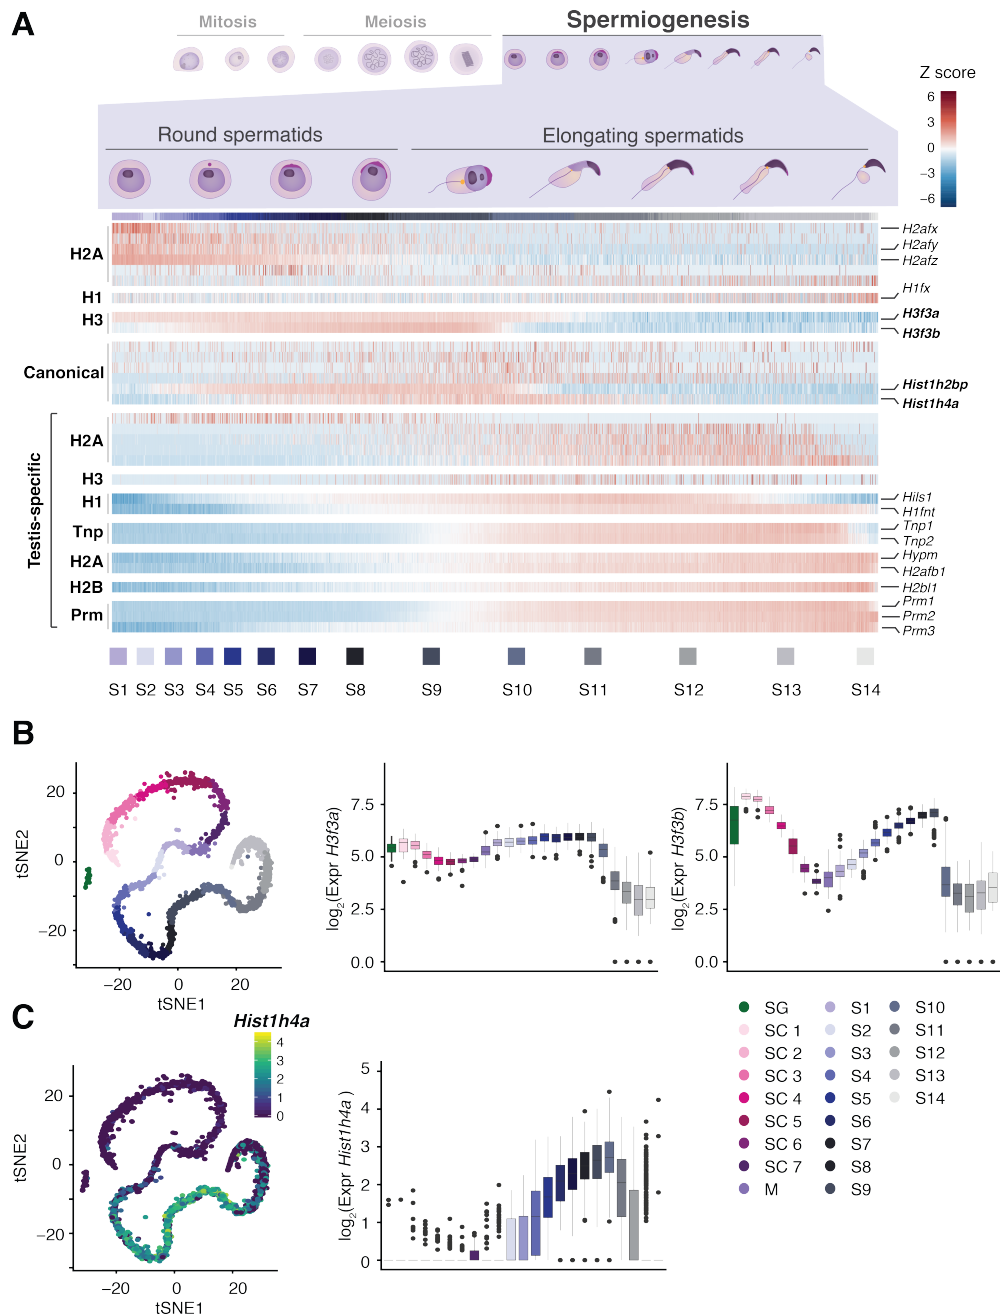 A
Mitosis
Meiosis
Spermiogenesis
Z score
6
3
0
−3
−6
Round spermatids
Elongating spermatids
H2A
H2afx
H2afy
H2afz
H1
H1fx
H3
H3f3a
H3f3b
Canonical
Hist1h2bp
Hist1h4a
Testis-specific
H2A
H3
H1
Hils1
H1fnt
Tnp
Tnp1
Tnp2
H2A
Hypm
H2afb1
H2B
H2bl1
Prm
Prm1
Prm2
Prm3
S1 S2 S3 S4 S5 S6 S7 S8 S9 S10 S11 S12 S13 S14
B
tSNE2
20
0
−20
−20 0 20
tSNE1
log2(Expr H3f3a)
7.5
5.0
2.5
0.0
log2(Expr H3f3b)
7.5
5.0
2.5
0.0
C
Hist1h4a
4
3
2
1
0
tSNE2
20
0
−20
−20 0 20
tSNE1
log2(Expr Hist1h4a)
5
4
3
2
1
0
SG
SC 1
SC 2
SC 3
SC 4
SC 5
SC 6
SC 7
M
S1
S2
S3
S4
S5
S6
S7
S8
S9
S10
S11
S12
S13
S14